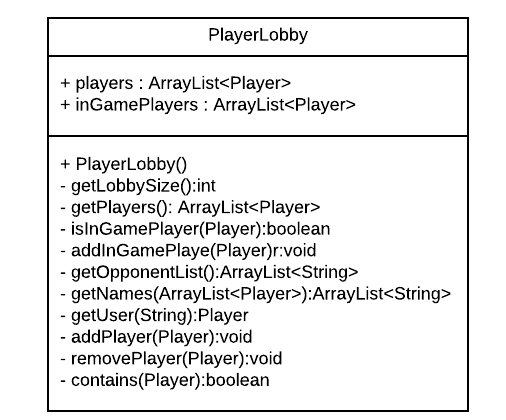 PlayerLobby
+ players : ArrayList<Player>
+ inGamePlayers : ArrayList<Player>
+ PlayerLobby()
- getLobbySize():int
- getPlayers(): ArrayList<Player>
- isInGamePlayer(Player):boolean
- addInGamePlaye(Player)r:void
- getOpponentList():ArrayList<String>
- getNames(ArrayList<Player>):ArrayList<String>
- getUser(String):Player
- addPlayer(Player):void
- removePlayer(Player):void
- contains(Player):boolean